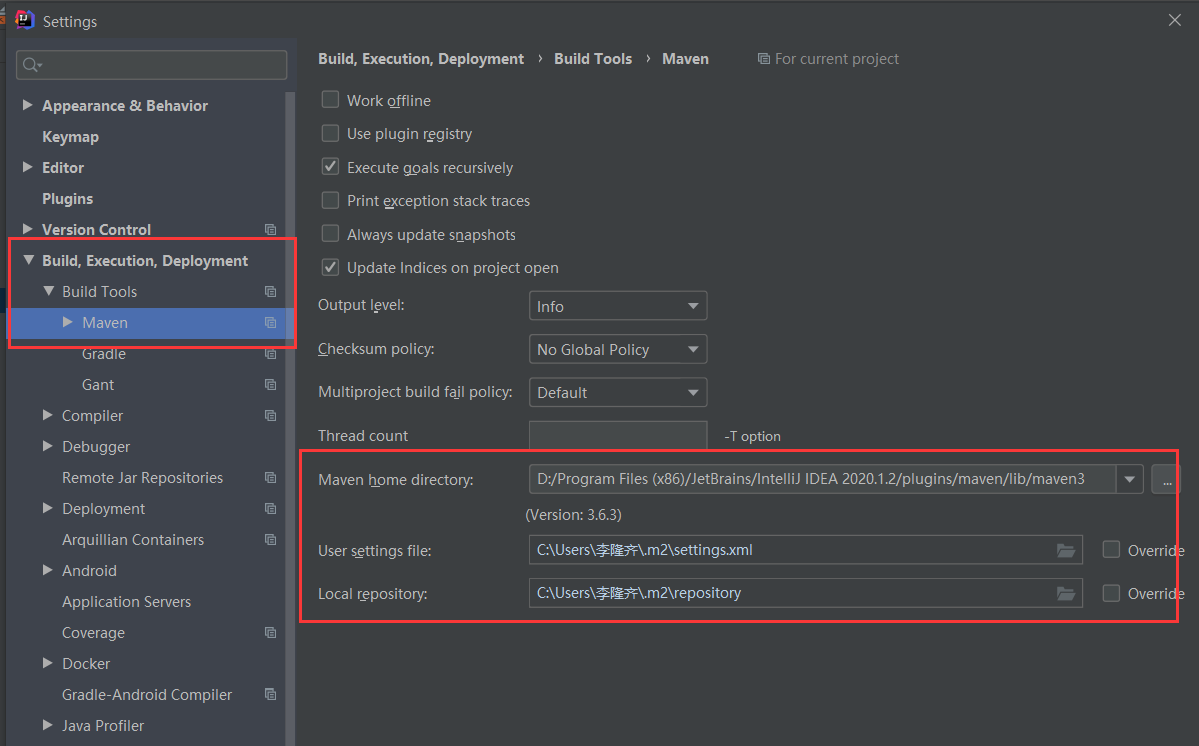 Settings
Appearance & Behavior
Keymap
Editor
Plugins
Version Control
Build, Execution, Deployment
Build Tools
Maven
Gradle
Gant
Compiler
Debugger
Remote Jar Repositories
Deployment
Arquillian Containers
Android
Application Servers
Coverage
Docker
Gradle-Android Compiler
Java Profiler
Build, Execution, Deployment › Build Tools › Maven For current project
Work offline
Use plugin registry
Execute goals recursively
Print exception stack traces
Always update snapshots
Update Indices on project open
Output level: Info
Checksum policy: No Global Policy
Multiproject build fail policy: Default
Thread count -T option
Maven home directory: D:/Program Files (x86)/JetBrains/IntelliJ IDEA 2020.1.2/plugins/maven/lib/maven3 ...
(Version: 3.6.3)
User settings file: C:\Users\李隆齐\.m2\settings.xml Override
Local repository: C:\Users\李隆齐\.m2\repository Override